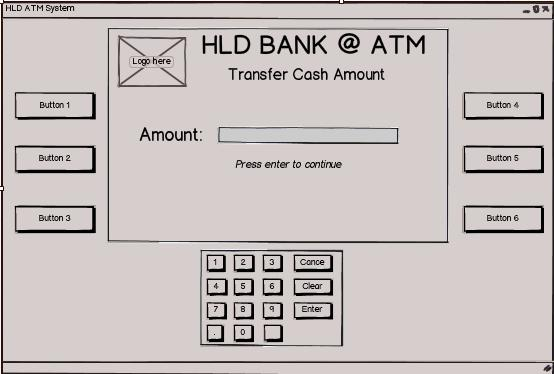 HLD ATM System
Logo here
HLD BANK @ ATM
Transfer Cash Amount
Button 1
Button 4
Amount:
Button 2
Button 5
Press enter to continue
Button 3
Button 6
1 2 3 Cance
4 5 6 Clear
7 8 9 Enter
. 0